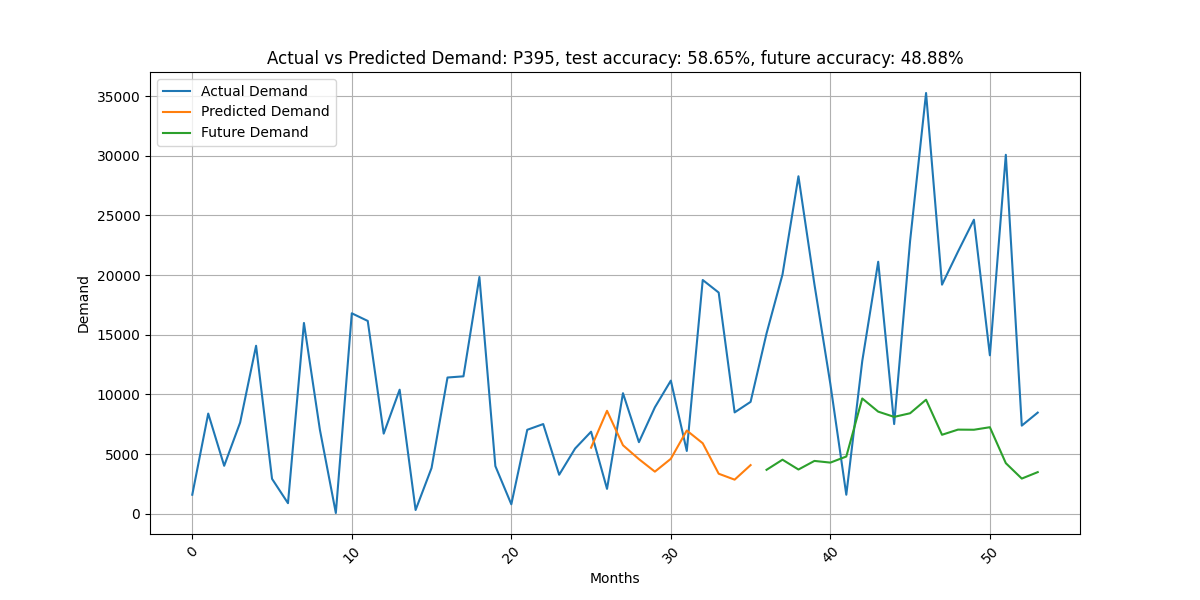 Actual vs Predicted Demand: P395, test accuracy: 58.65%, future accuracy: 48.88%
Actual Demand
Predicted Demand
Future Demand
35000
30000
25000
20000
15000
10000
5000
0
Demand
0
10
20
30
40
50
Months